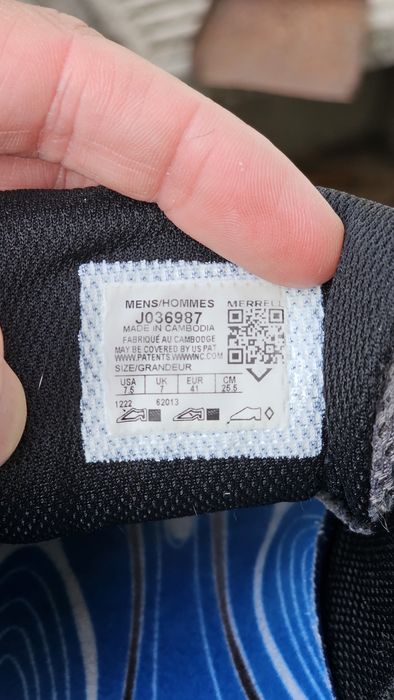 MENS/HOMMES MERRELL
J036987
MADE IN CAMBODIA
FABRIQUÉ AU CAMBODGE
MAY BE COVERED BY US PAT
WWW.PATENTS.WWWINC.COM
SIZE/GRANDEUR
USA UK EUR CM
7.5 7 41 25.5
1222 62013